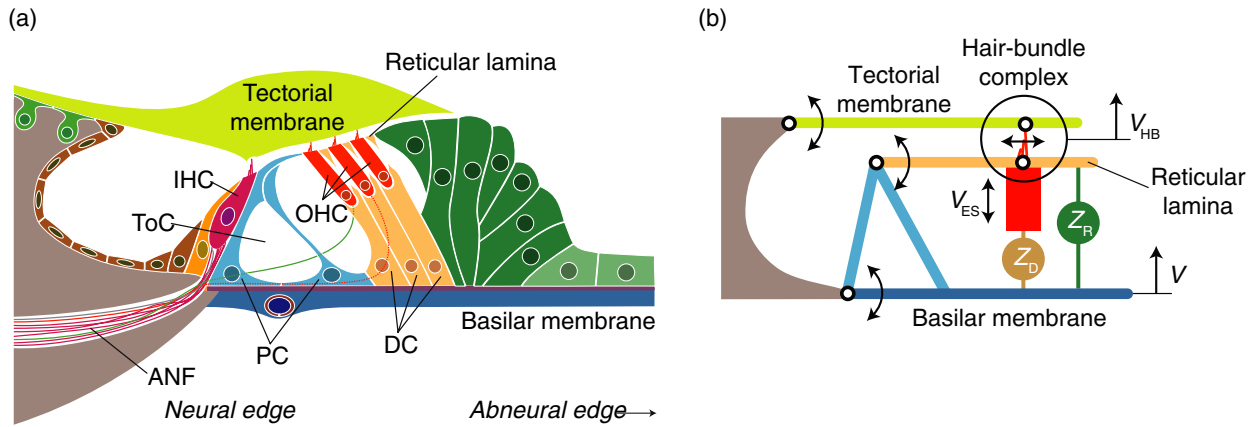 (a)
Reticular lamina
Tectorial
membrane
IHC
ToC
OHC
Basilar membrane
PC
DC
ANF
Neural edge
Abneural edge
(b)
Hair-bundle
complex
Tectorial
membrane
V_HB
V_ES
Reticular
lamina
Z_R
Z_D
V
Basilar membrane